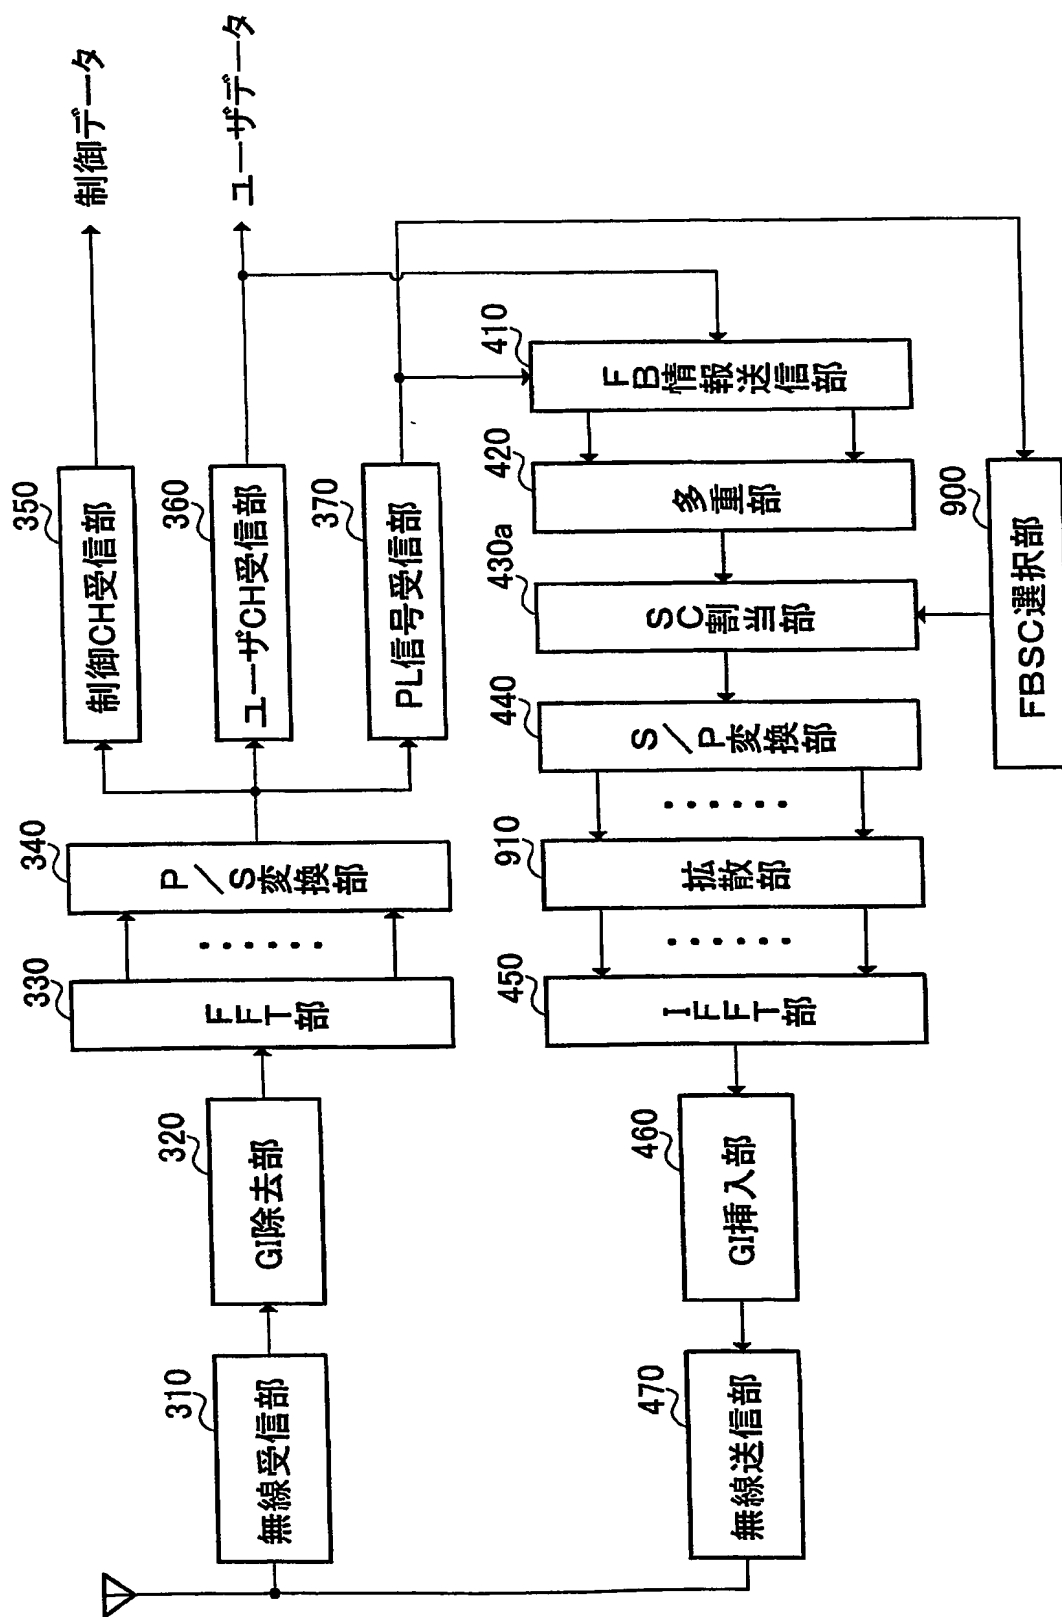 310
無線受信部
320
GI除去部
330
FFT部
340
P/S変換部
350
制御CH受信部
制御データ
360
ユーザCH受信部
ユーザデータ
370
PL信号受信部
410
FB情報送信部
420
多重部
430a
SC割当部
440
S/P変換部
910
拡散部
450
IFFT部
460
GI挿入部
470
無線送信部
900
FBSC選択部